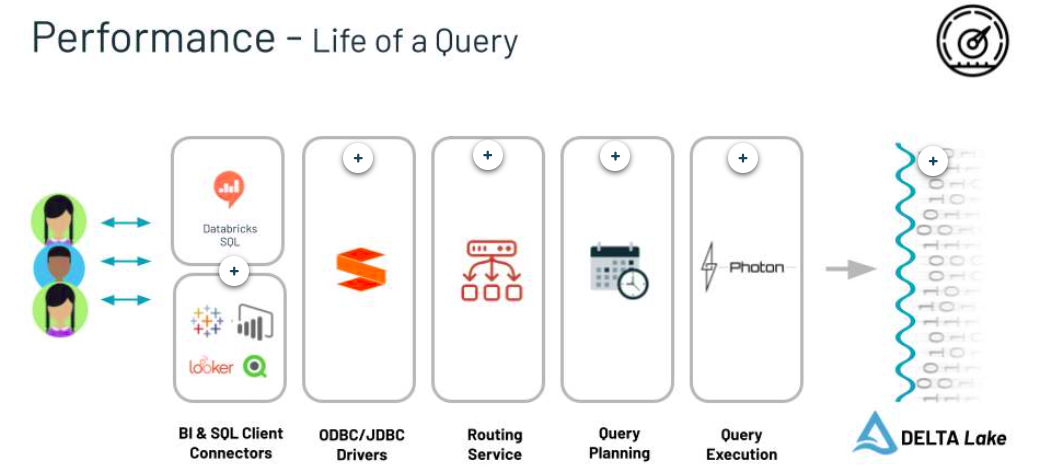 Performance - Life of a Query
Databricks
SQL
looker
Photon
BI & SQL Client
Connectors
ODBC/JDBC
Drivers
Routing
Service
Query
Planning
Query
Execution
DELTA Lake